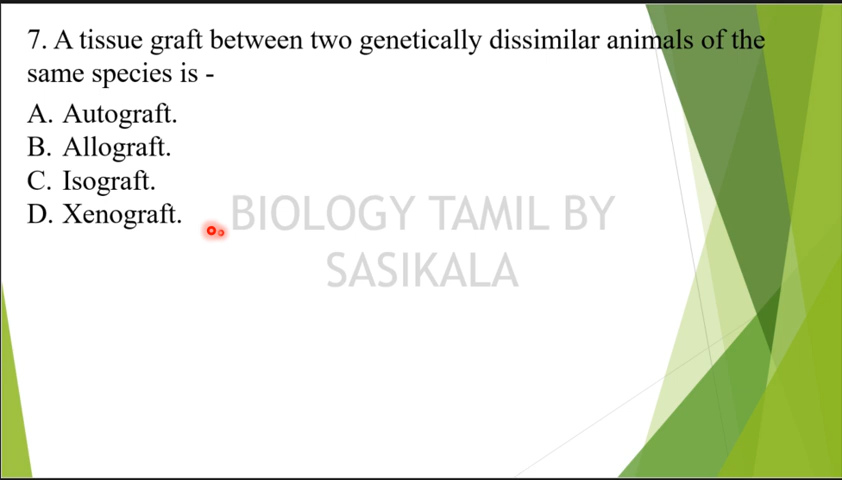 7. A tissue graft between two genetically dissimilar animals of the
same species is -
A. Autograft.
B. Allograft.
C. Isograft.
D. Xenograft.
BIOLOGY TAMIL BY
SASIKALA